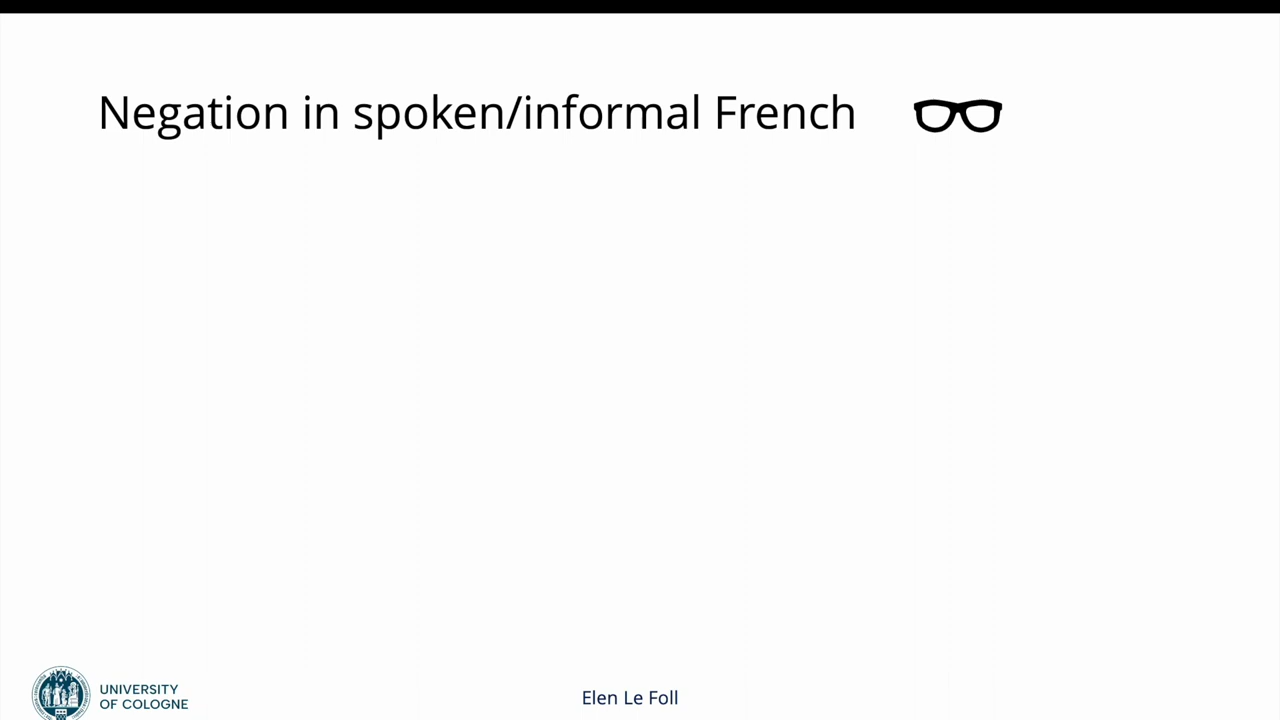 Negation in spoken/informal French
UNIVERSITY
OF COLOGNE
Elen Le Foll